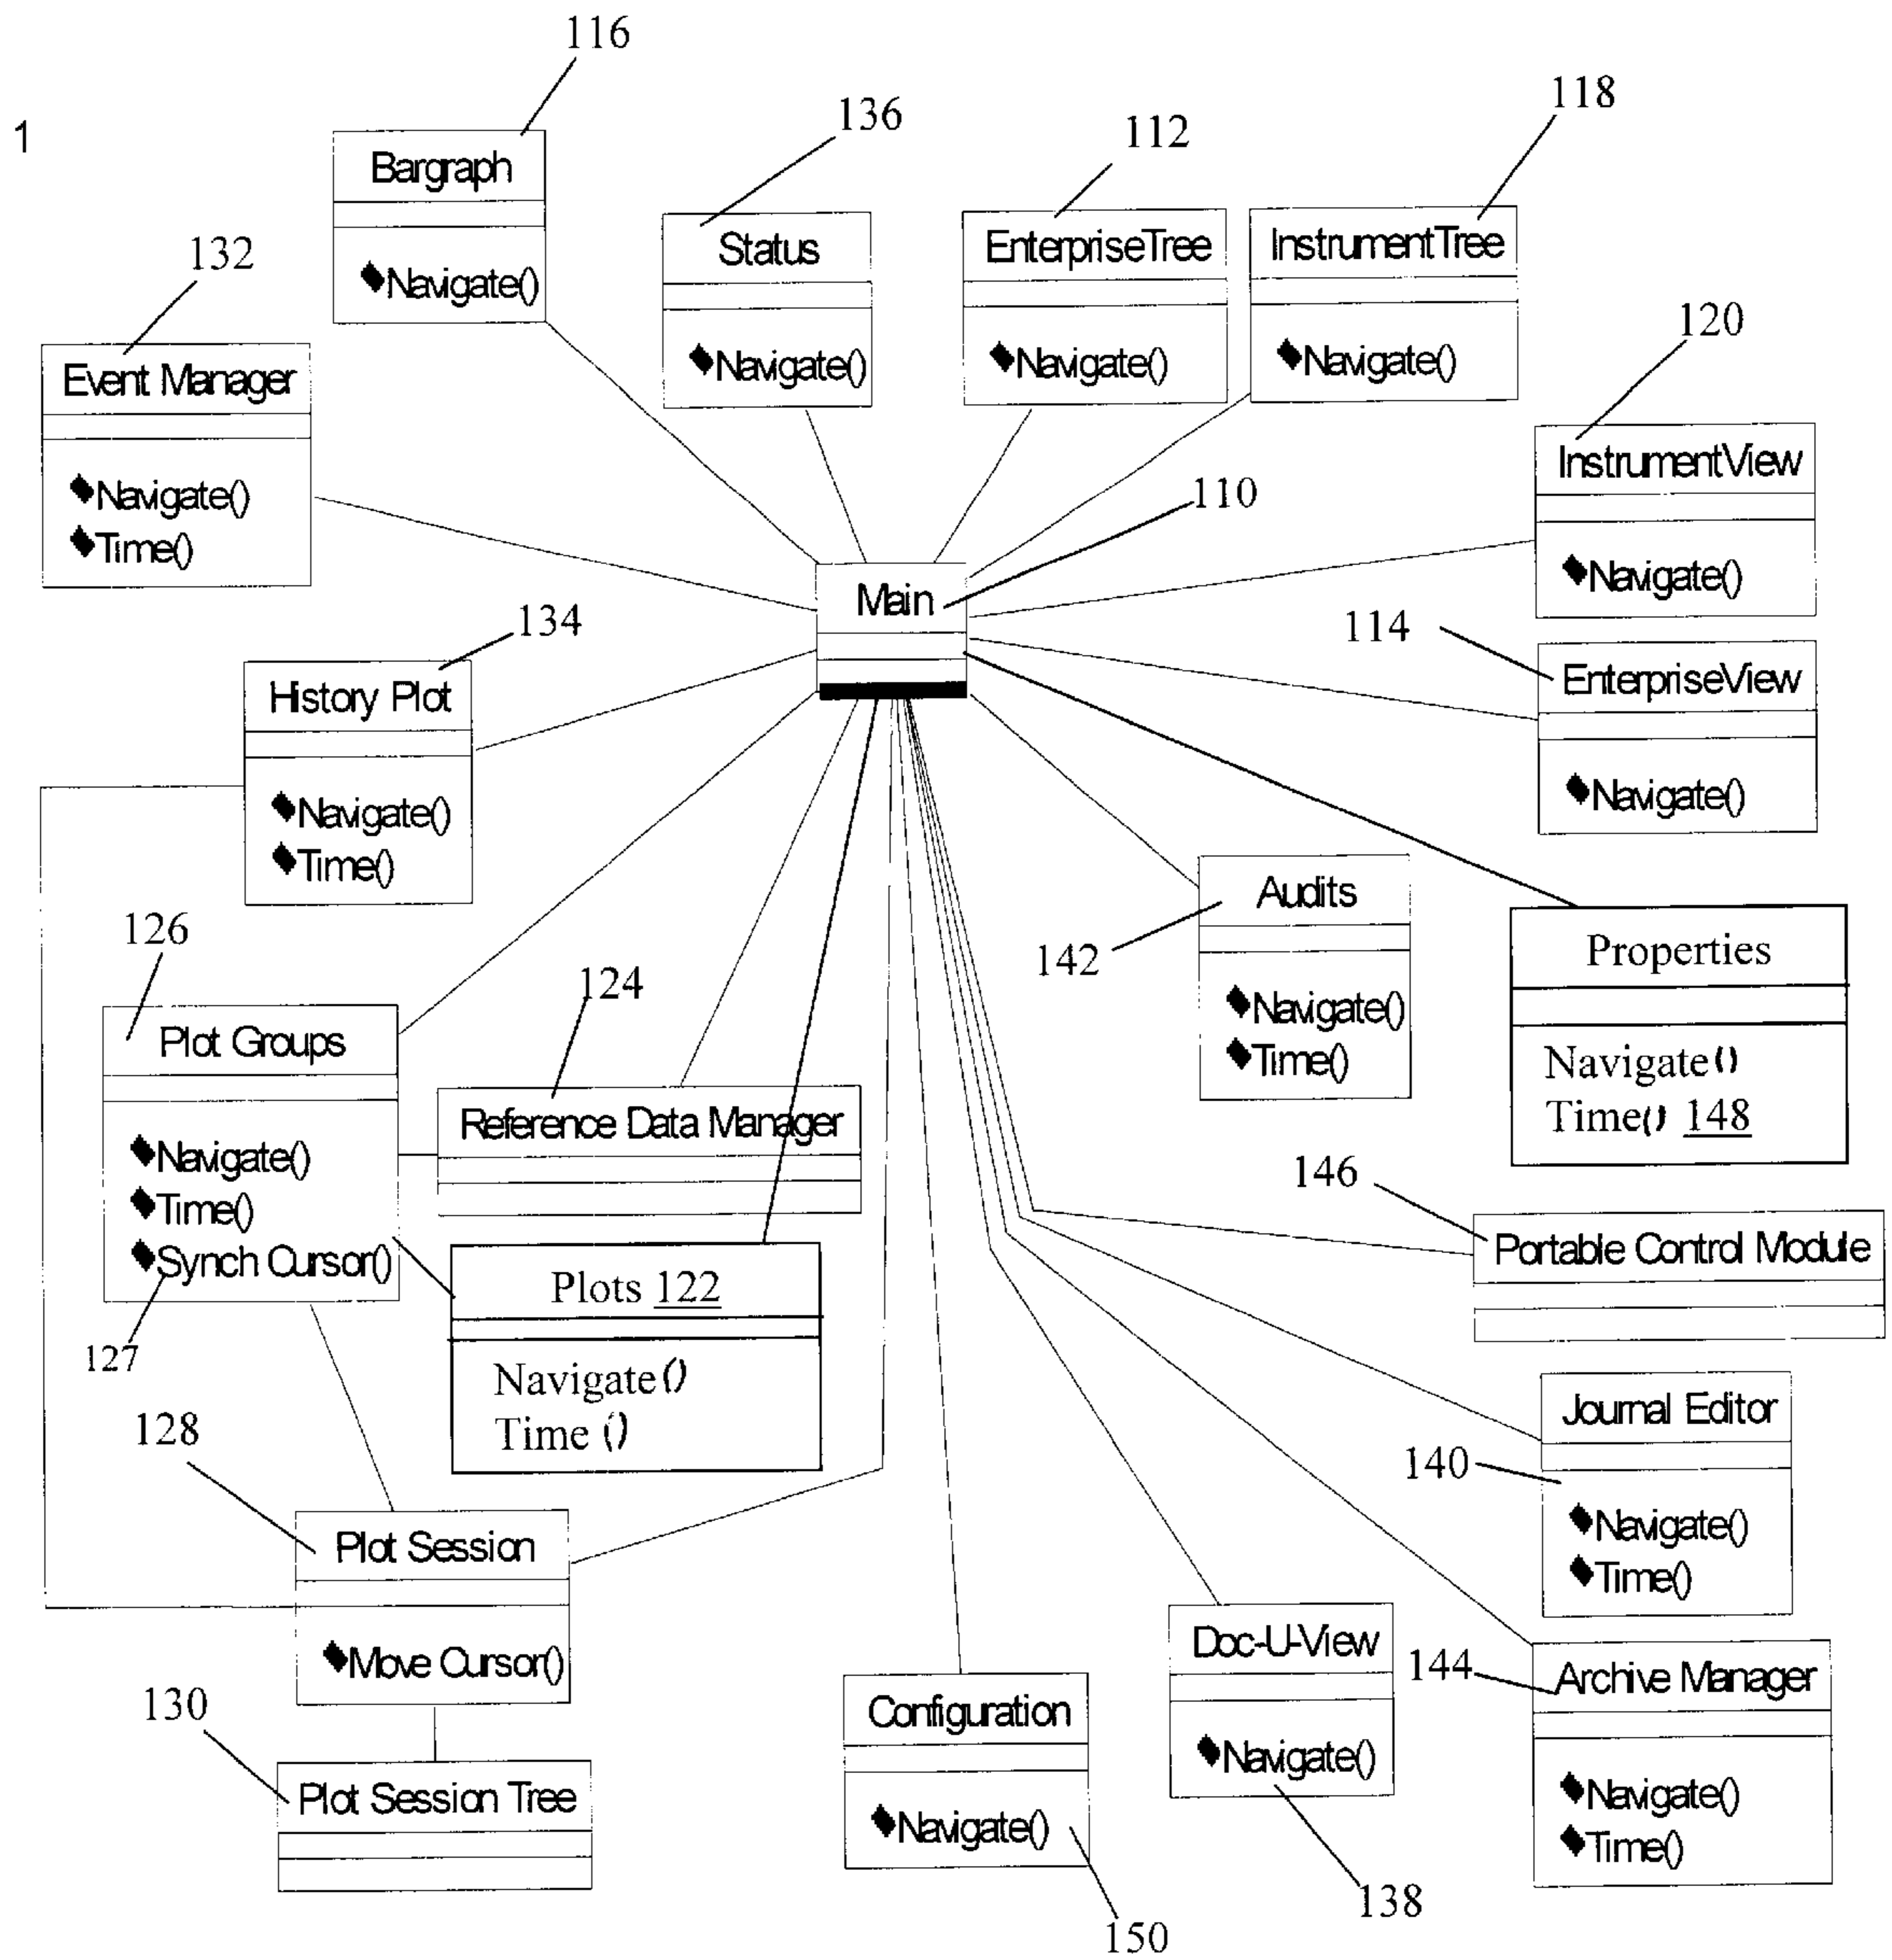 116
1
Bargraph
Navigate()
136
Status
Navigate()
112
EnterpriseTree
Navigate()
118
InstrumentTree
Navigate()
132
Event Manager
Navigate()
Time()
120
InstrumentView
Navigate()
110
Main
114
EnterpriseView
Navigate()
134
History Plot
Navigate()
Time()
142
Audits
Navigate()
Time()
Properties
Navigate()
Time() 148
126
Plot Groups
Navigate()
Time()
Synch Cursor()
127
124
Reference Data Manager
Plots 122
Navigate()
Time ()
146
Portable Control Module
128
Plot Session
Move Cursor()
130
Plot Session Tree
Journal Editor
140
Navigate()
Time()
Configuration
Navigate()
150
Doc-U-View
Navigate()
138
144
Archive Manager
Navigate()
Time()